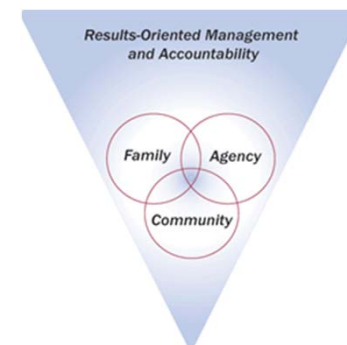 Results-Oriented Management
and Accountability
Family
Agency
Community